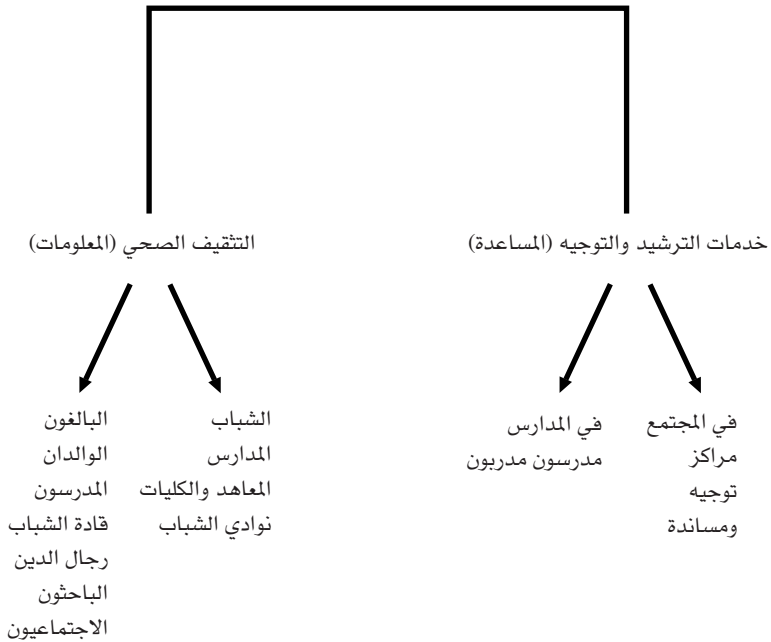 خدمات الترشيد والتوجيه (المساعدة)
التثقيف الصحي (المعلومات)
في المجتمع
مراكز
توجيه
ومساندة
في المدارس
مدرسون مدربون
الشباب
المدارس
المعاهد والكليات
نوادي الشباب
البالغون
الوالدان
المدرسون
قادة الشباب
رجال الدين
الباحثون
الاجتماعيون